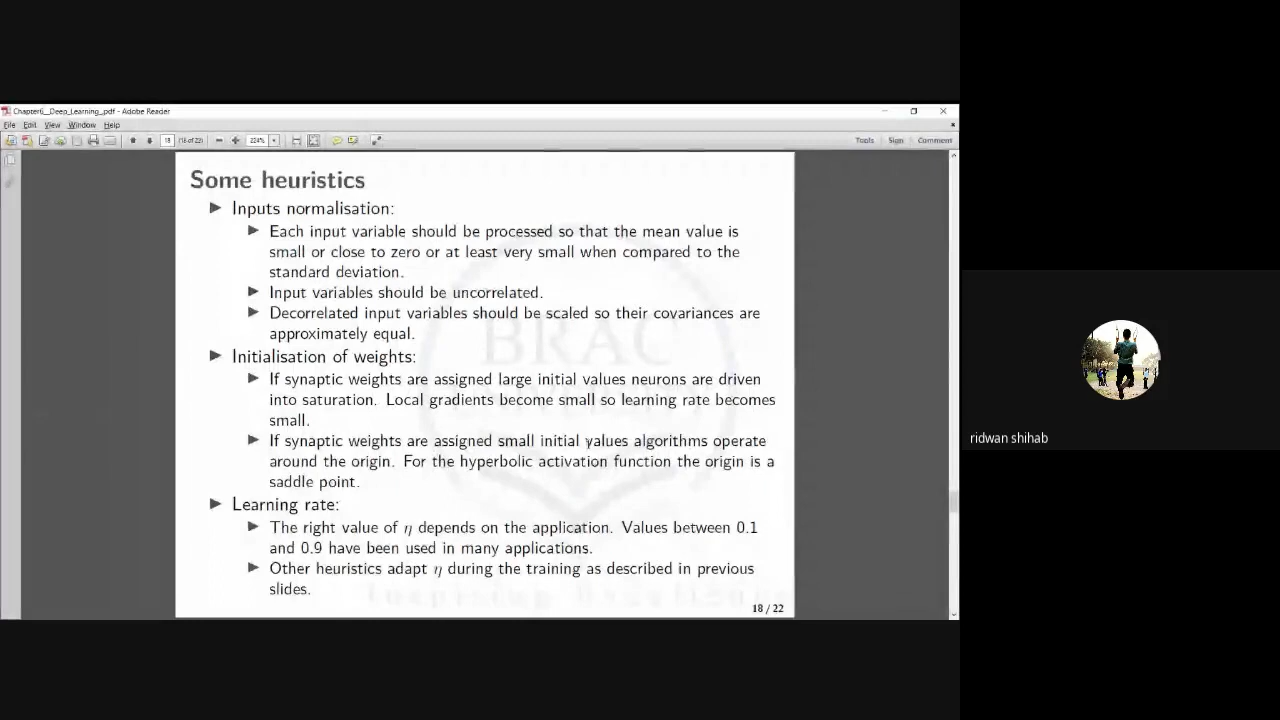 Chapter6__Deep_Learning_.pdf - Adobe Reader
File Edit View Window Help
18 (18 of 22) 224% Tools Sign Comment
Some heuristics
Inputs normalisation:
Each input variable should be processed so that the mean value is
small or close to zero or at least very small when compared to the
standard deviation.
Input variables should be uncorrelated.
Decorrelated input variables should be scaled so their covariances are
approximately equal.
Initialisation of weights:
If synaptic weights are assigned large initial values neurons are driven
into saturation. Local gradients become small so learning rate becomes
small.
If synaptic weights are assigned small initial values algorithms operate
around the origin. For the hyperbolic activation function the origin is a
saddle point.
Learning rate:
The right value of η depends on the application. Values between 0.1
and 0.9 have been used in many applications.
Other heuristics adapt η during the training as described in previous
slides.
18 / 22
BRAC
ridwan shihab